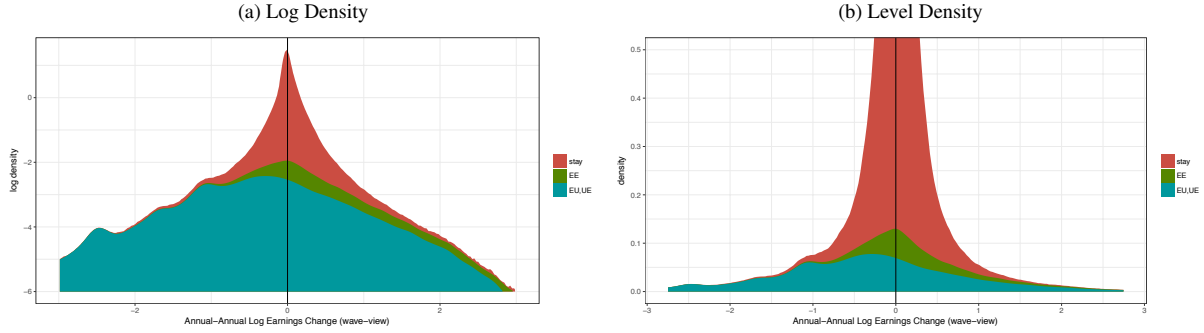 (a) Log Density
0
−2
−4
−6
log density
−2
0
2
Annual−Annual Log Earnings Change (wave−view)
stay
EE
EU,UE
(b) Level Density
0.5
0.4
0.3
0.2
0.1
0.0
density
−3
−2
−1
0
1
2
3
Annual−Annual Log Earnings Change (wave−view)
stay
EE
EU,UE